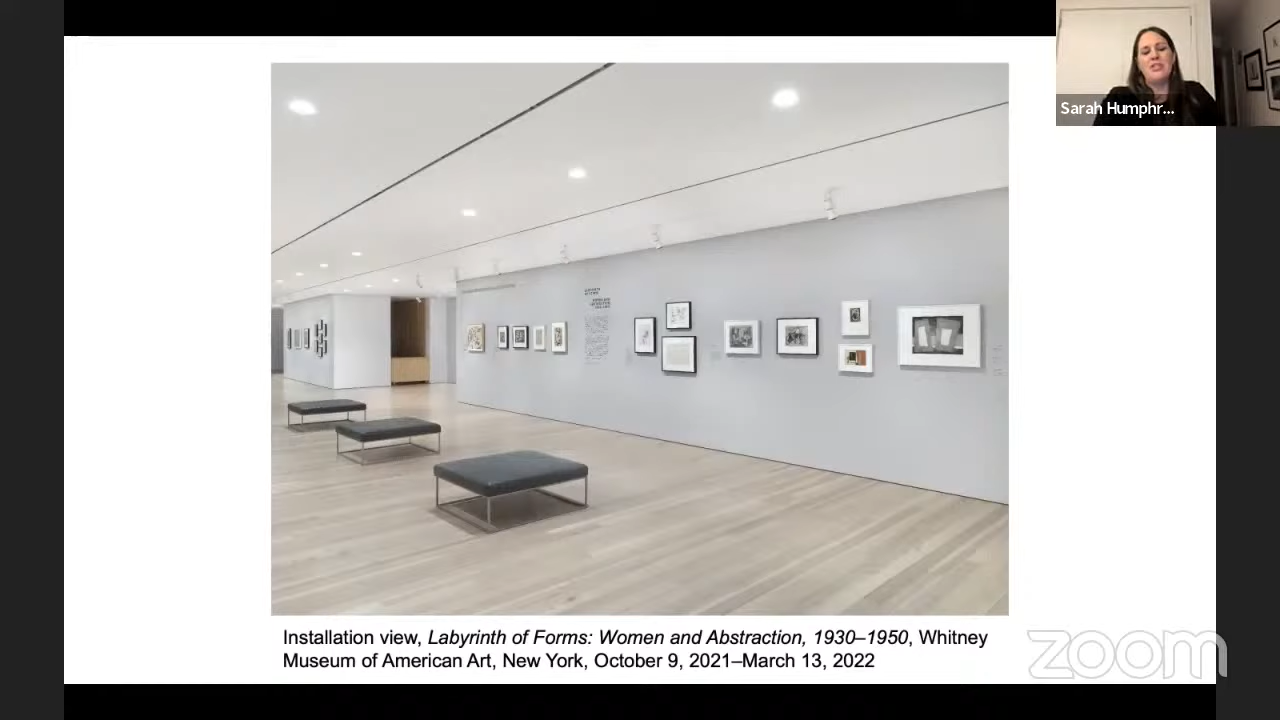 Sarah Humphr...
Installation view, Labyrinth of Forms: Women and Abstraction, 1930–1950, Whitney
Museum of American Art, New York, October 9, 2021–March 13, 2022
zoom